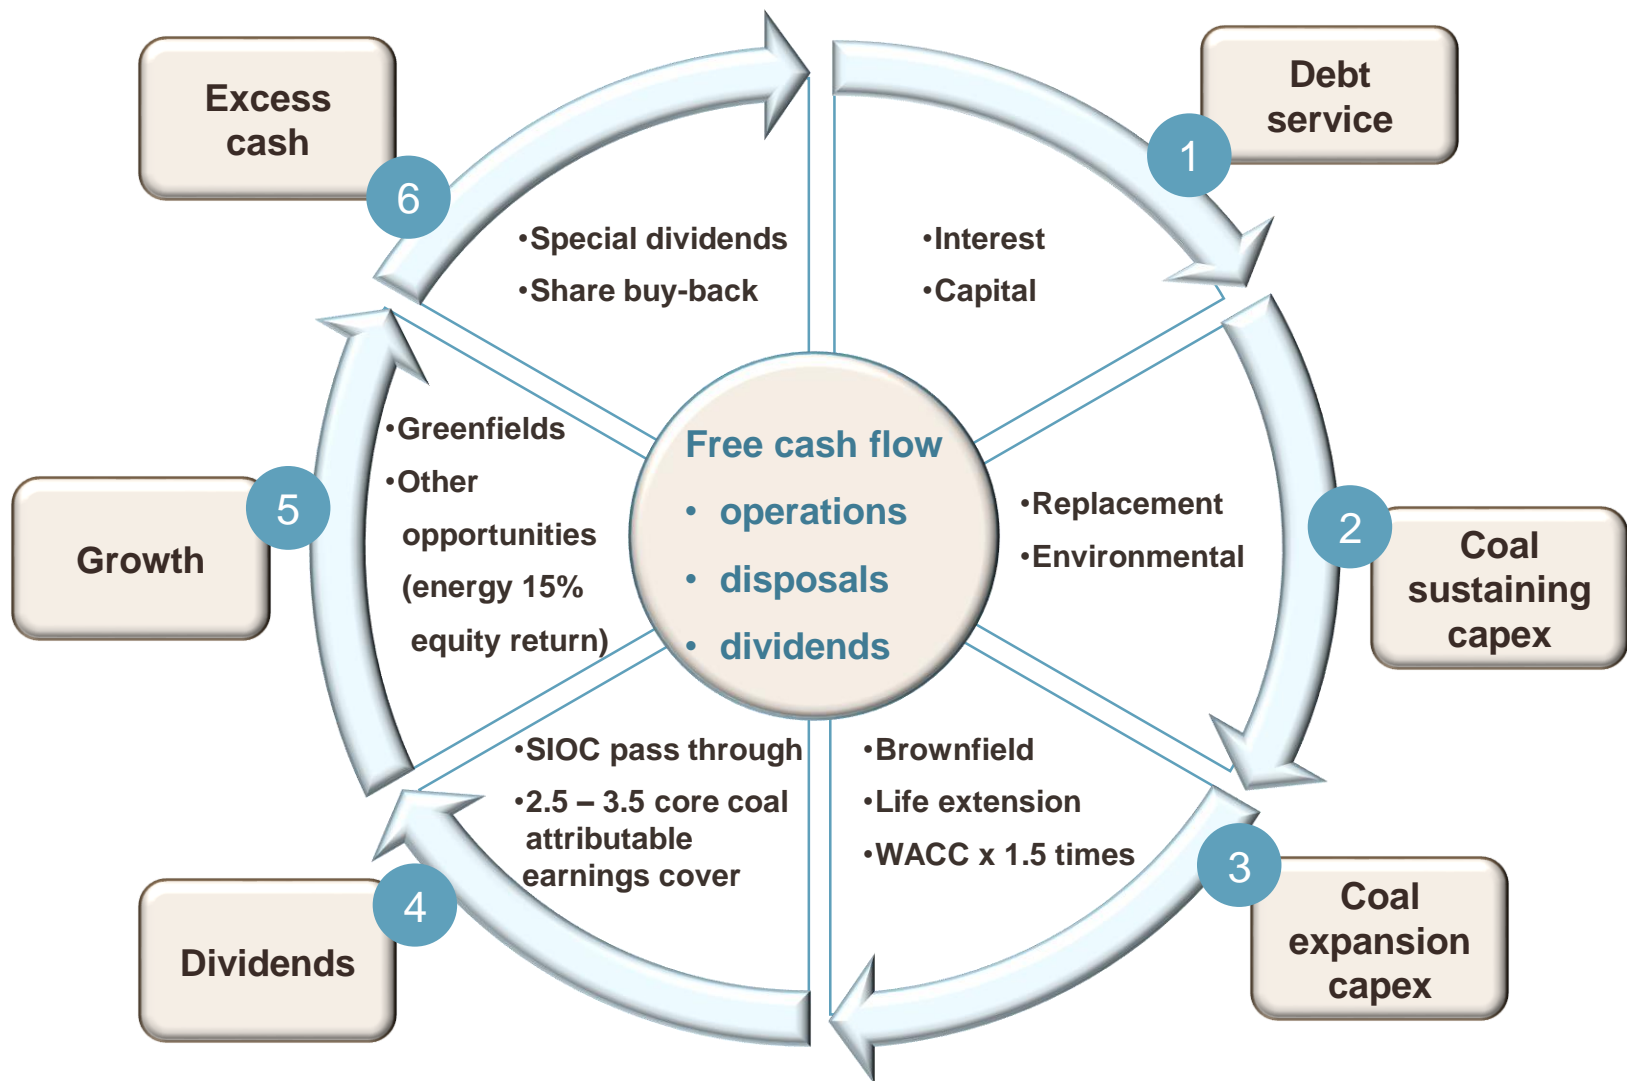 Debt
service
1
•Interest
•Capital
2
Coal
sustaining
capex
•Replacement
•Environmental
3
Coal
expansion
capex
•Brownfield
•Life extension
•WACC x 1.5 times
4
Dividends
•SIOC pass through
•2.5 – 3.5 core coal
attributable
earnings cover
5
Growth
•Greenfields
•Other
opportunities
(energy 15%
equity return)
6
Excess
cash
•Special dividends
•Share buy-back
Free cash flow
• operations
• disposals
• dividends